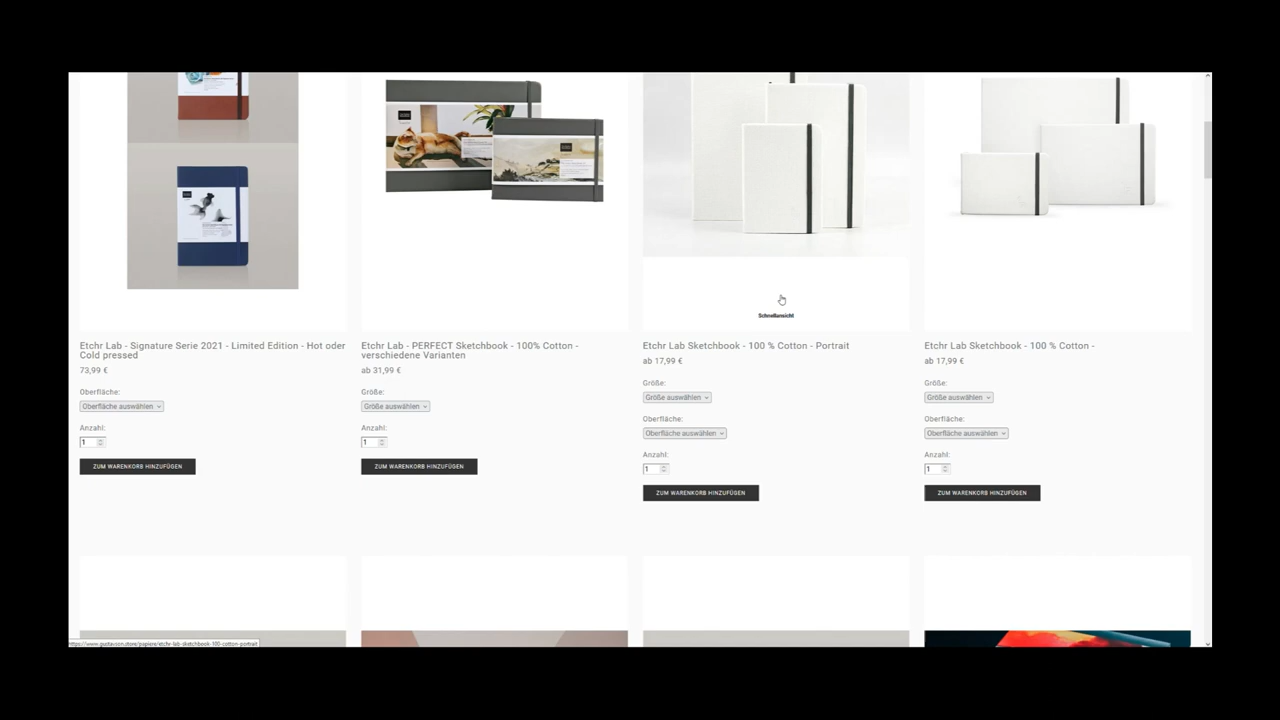 Schnellansicht
Etchr Lab - Signature Serie 2021 - Limited Edition - Hot oder
Cold pressed
73,99 €
Oberfläche:
Oberfläche auswählen
Anzahl:
1
ZUM WARENKORB HINZUFÜGEN
Etchr Lab - PERFECT Sketchbook - 100% Cotton -
verschiedene Varianten
ab 31,99 €
Größe:
Größe auswählen
Anzahl:
1
ZUM WARENKORB HINZUFÜGEN
Etchr Lab Sketchbook - 100 % Cotton - Portrait
ab 17,99 €
Größe:
Größe auswählen
Oberfläche:
Oberfläche auswählen
Anzahl:
1
ZUM WARENKORB HINZUFÜGEN
Etchr Lab Sketchbook - 100 % Cotton -
ab 17,99 €
Größe:
Größe auswählen
Oberfläche:
Oberfläche auswählen
Anzahl:
1
ZUM WARENKORB HINZUFÜGEN